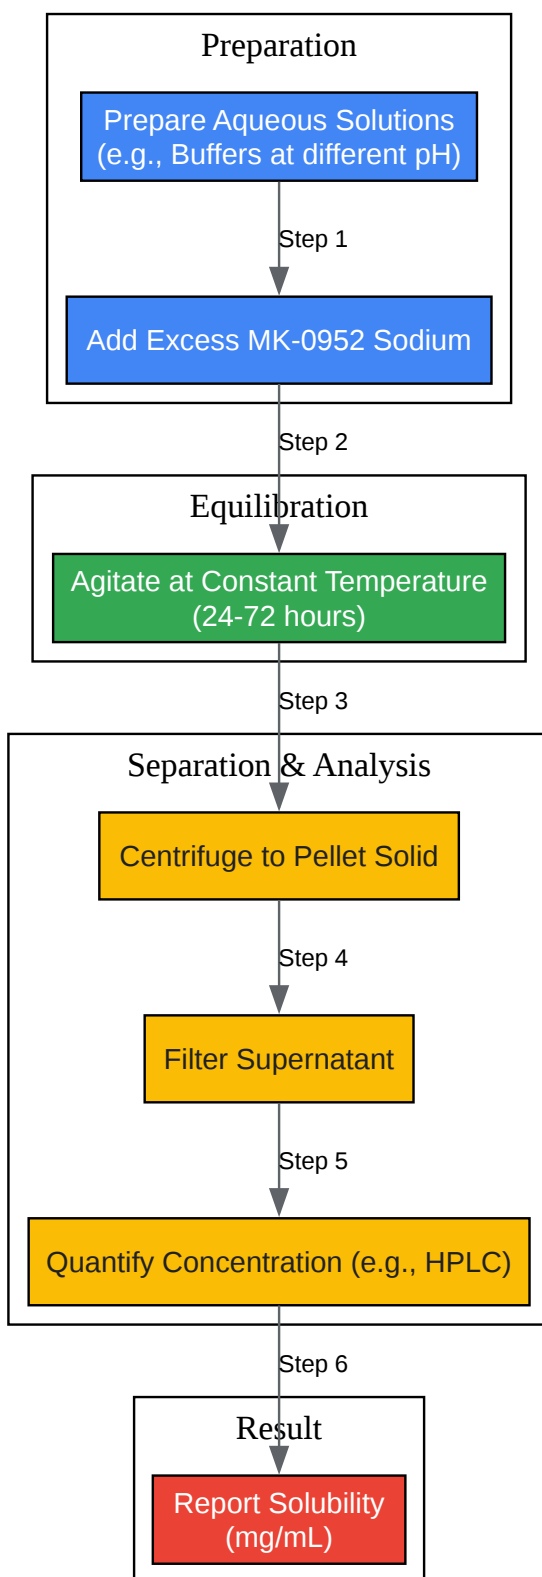 Preparation
Prepare Aqueous Solutions
(e.g., Buffers at different pH)
Step 1
Add Excess MK-0952 Sodium
Step 2
Equilibration
Agitate at Constant Temperature
(24-72 hours)
Step 3
Separation & Analysis
Centrifuge to Pellet Solid
Step 4
Filter Supernatant
Step 5
Quantify Concentration (e.g., HPLC)
Step 6
Result
Report Solubility
(mg/mL)